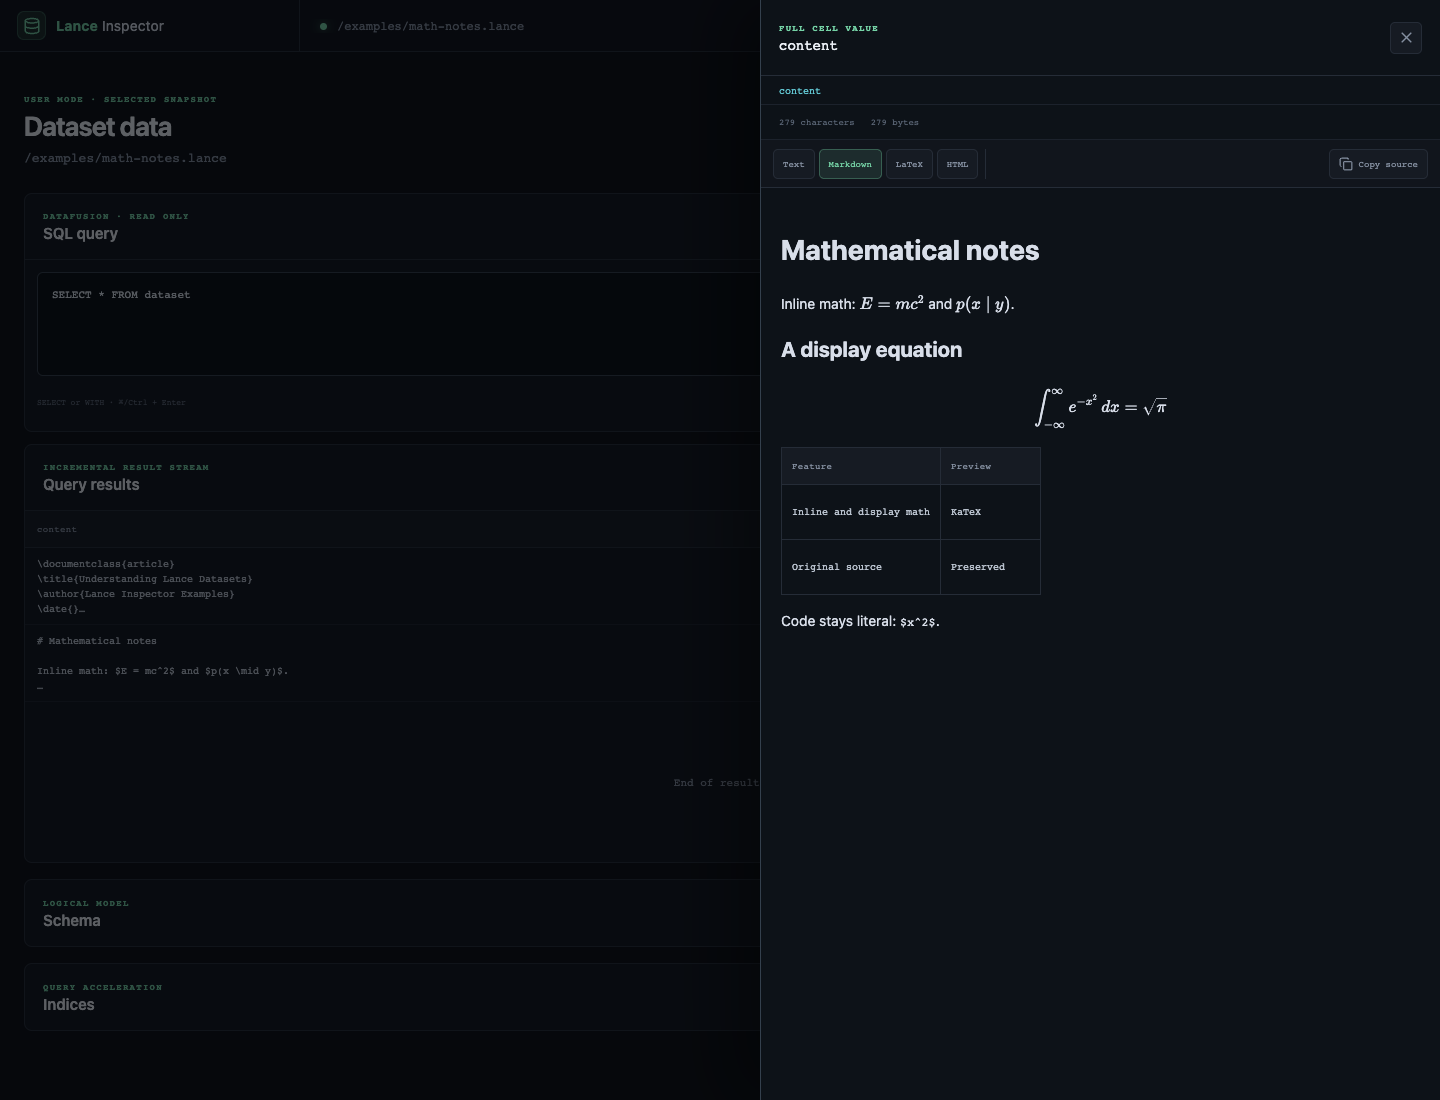 Lance Inspector
/examples/math-notes.lance
USER MODE · SELECTED SNAPSHOT
Dataset data
/examples/math-notes.lance
DATAFUSION · READ ONLY
SQL query
SELECT * FROM dataset
SELECT or WITH · ⌘/Ctrl + Enter
INCREMENTAL RESULT STREAM
Query results
content
\documentclass{article}
\title{Understanding Lance Datasets}
\author{Lance Inspector Examples}
\date{}…
# Mathematical notes
Inline math: $E = mc^2$ and $p(x \mid y)$.
…
End of result
LOGICAL MODEL
Schema
QUERY ACCELERATION
Indices
FULL CELL VALUE
content
content
279 characters 279 bytes
Text Markdown LaTeX HTML Copy source
Mathematical notes
Inline math: E = mc² and p(x | y).
A display equation
∫_{−∞}^{∞} e^{−x²} dx = √π
Feature Preview
Inline and display math KaTeX
Original source Preserved
Code stays literal: $x^2$.